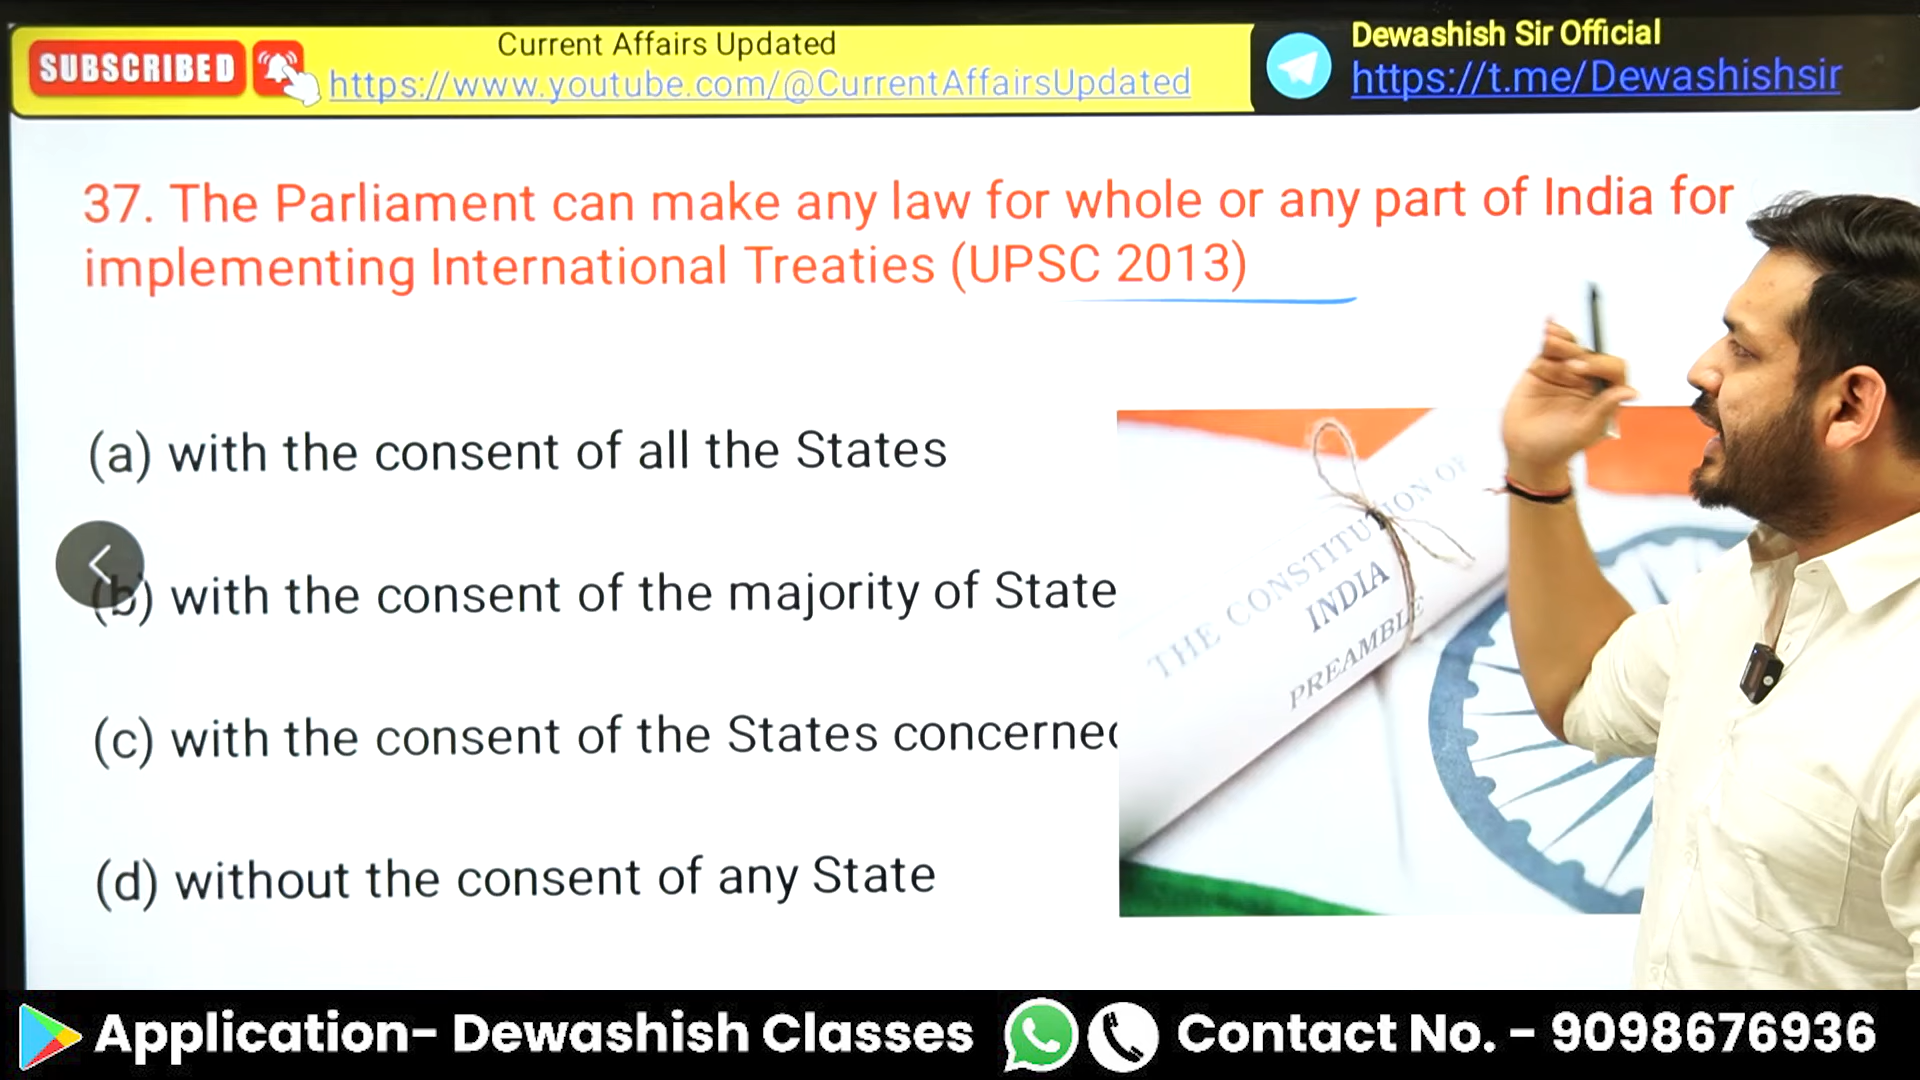 SUBSCRIBED
Current Affairs Updated
https://www.youtube.com/@CurrentAffairsUpdated
Dewashish Sir Official
https://t.me/Dewashishsir
37. The Parliament can make any law for whole or any part of India for
implementing International Treaties (UPSC 2013)
(a) with the consent of all the States
(b) with the consent of the majority of State
(c) with the consent of the States concerned
(d) without the consent of any State
THE CONSTITUTION OF
INDIA
PREAMBLE
Application- Dewashish Classes
Contact No. - 9098676936